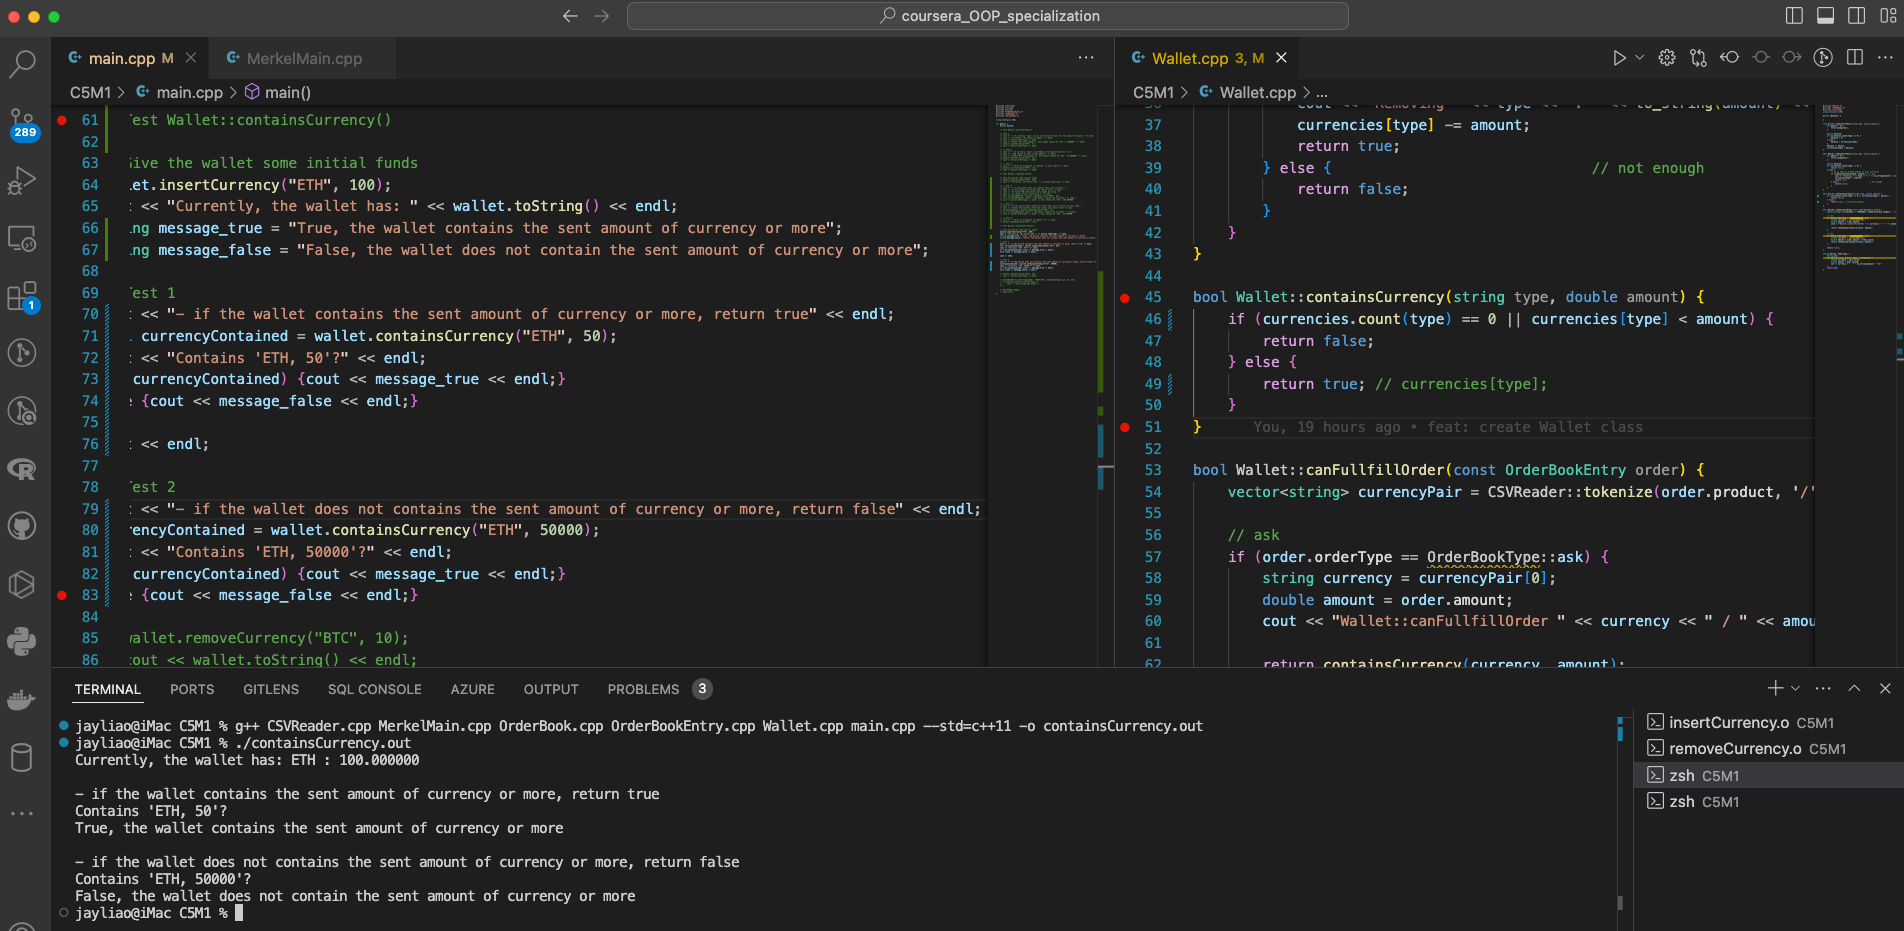 coursera_OOP_specialization
main.cpp M
MerkelMain.cpp
C5M1 > main.cpp > main()
61 Test Wallet::containsCurrency()
62
63 Give the wallet some initial funds
64 .et.insertCurrency("ETH", 100);
65 : << "Currently, the wallet has: " << wallet.toString() << endl;
66 .ng message_true = "True, the wallet contains the sent amount of currency or more";
67 .ng message_false = "False, the wallet does not contain the sent amount of currency or more";
68
69 Test 1
70 : << "- if the wallet contains the sent amount of currency or more, return true" << endl;
71 . currencyContained = wallet.containsCurrency("ETH", 50);
72 : << "Contains 'ETH, 50'?" << endl;
73 currencyContained) {cout << message_true << endl;}
74 : {cout << message_false << endl;}
75
76 : << endl;
77
78 Test 2
79 : << "- if the wallet does not contains the sent amount of currency or more, return false" << endl;
80 rencyContained = wallet.containsCurrency("ETH", 50000);
81 : << "Contains 'ETH, 50000'?" << endl;
82 currencyContained) {cout << message_true << endl;}
83 : {cout << message_false << endl;}
84
85 wallet.removeCurrency("BTC", 10);
86 cout << wallet.toString() << endl;
Wallet.cpp 3, M
C5M1 > Wallet.cpp > ...
36 cout << "Removing " << type << " : " << to_string(amount) <<
37 currencies[type] -= amount;
38 return true;
39 } else { // not enough
40 return false;
41 }
42 }
43 }
44
45 bool Wallet::containsCurrency(string type, double amount) {
46 if (currencies.count(type) == 0 || currencies[type] < amount) {
47 return false;
48 } else {
49 return true; // currencies[type];
50 }
51 } You, 19 hours ago • feat: create Wallet class
52
53 bool Wallet::canFullfillOrder(const OrderBookEntry order) {
54 vector<string> currencyPair = CSVReader::tokenize(order.product, '/'
55
56 // ask
57 if (order.orderType == OrderBookType::ask) {
58 string currency = currencyPair[0];
59 double amount = order.amount;
60 cout << "Wallet::canFullfillOrder " << currency << " / " << amou
61
62 return containsCurrency(currency, amount);
289
1
TERMINAL PORTS GITLENS SQL CONSOLE AZURE OUTPUT PROBLEMS 3
jayliao@iMac C5M1 % g++ CSVReader.cpp MerkelMain.cpp OrderBook.cpp OrderBookEntry.cpp Wallet.cpp main.cpp --std=c++11 -o containsCurrency.out
jayliao@iMac C5M1 % ./containsCurrency.out
Currently, the wallet has: ETH : 100.000000
- if the wallet contains the sent amount of currency or more, return true
Contains 'ETH, 50'?
True, the wallet contains the sent amount of currency or more
- if the wallet does not contains the sent amount of currency or more, return false
Contains 'ETH, 50000'?
False, the wallet does not contain the sent amount of currency or more
jayliao@iMac C5M1 %
insertCurrency.o C5M1
removeCurrency.o C5M1
zsh C5M1
zsh C5M1